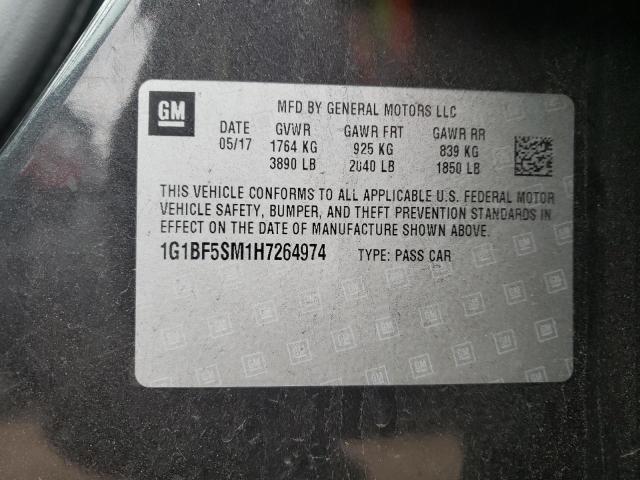 GM
MFD BY GENERAL MOTORS LLC
DATE GVWR GAWR FRT GAWR RR
05/17 1764 KG 925 KG 839 KG
3890 LB 2040 LB 1850 LB
THIS VEHICLE CONFORMS TO ALL APPLICABLE U.S. FEDERAL MOTOR
VEHICLE SAFETY, BUMPER, AND THEFT PREVENTION STANDARDS IN
EFFECT ON THE DATE OF MANUFACTURE SHOWN ABOVE.
1G1BF5SM1H7264974 TYPE: PASS CAR